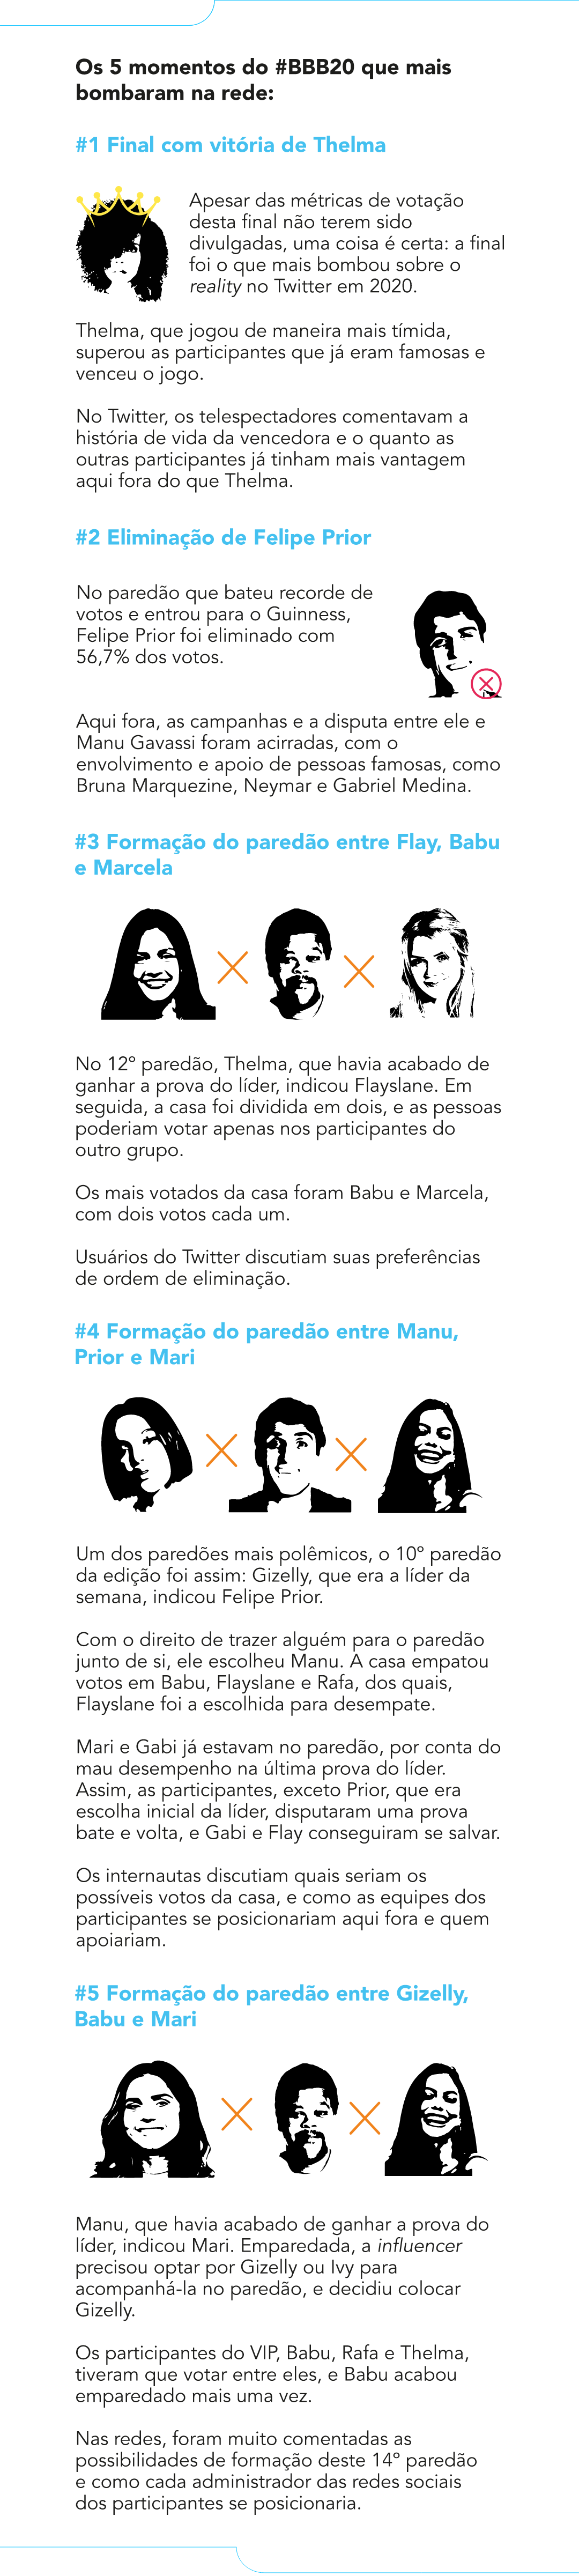 Os 5 momentos do #BBB20 que mais
bombaram na rede:
#1 Final com vitória de Thelma
Apesar das métricas de votação
desta final não terem sido
divulgadas, uma coisa é certa: a final
foi o que mais bombou sobre o
reality no Twitter em 2020.
Thelma, que jogou de maneira mais tímida,
superou as participantes que já eram famosas e
venceu o jogo.
No Twitter, os telespectadores comentavam a
história de vida da vencedora e o quanto as
outras participantes já tinham mais vantagem
aqui fora do que Thelma.
#2 Eliminação de Felipe Prior
No paredão que bateu recorde de
votos e entrou para o Guinness,
Felipe Prior foi eliminado com
56,7% dos votos.
Aqui fora, as campanhas e a disputa entre ele e
Manu Gavassi foram acirradas, com o
envolvimento e apoio de pessoas famosas, como
Bruna Marquezine, Neymar e Gabriel Medina.
#3 Formação do paredão entre Flay, Babu
e Marcela
No 12º paredão, Thelma, que havia acabado de
ganhar a prova do líder, indicou Flayslane. Em
seguida, a casa foi dividida em dois, e as pessoas
poderiam votar apenas nos participantes do
outro grupo.
Os mais votados da casa foram Babu e Marcela,
com dois votos cada um.
Usuários do Twitter discutiam suas preferências
de ordem de eliminação.
#4 Formação do paredão entre Manu,
Prior e Mari
Um dos paredões mais polêmicos, o 10º paredão
da edição foi assim: Gizelly, que era a líder da
semana, indicou Felipe Prior.
Com o direito de trazer alguém para o paredão
junto de si, ele escolheu Manu. A casa empatou
votos em Babu, Flayslane e Rafa, dos quais,
Flayslane foi a escolhida para desempate.
Mari e Gabi já estavam no paredão, por conta do
mau desempenho na última prova do líder.
Assim, as participantes, exceto Prior, que era
escolha inicial da líder, disputaram uma prova
bate e volta, e Gabi e Flay conseguiram se salvar.
Os internautas discutiam quais seriam os
possíveis votos da casa, e como as equipes dos
participantes se posicionariam aqui fora e quem
apoiariam.
#5 Formação do paredão entre Gizelly,
Babu e Mari
Manu, que havia acabado de ganhar a prova do
líder, indicou Mari. Emparedada, a influencer
precisou optar por Gizelly ou Ivy para
acompanhá-la no paredão, e decidiu colocar
Gizelly.
Os participantes do VIP, Babu, Rafa e Thelma,
tiveram que votar entre eles, e Babu acabou
emparedado mais uma vez.
Nas redes, foram muito comentadas as
possibilidades de formação deste 14º paredão
e como cada administrador das redes sociais
dos participantes se posicionaria.